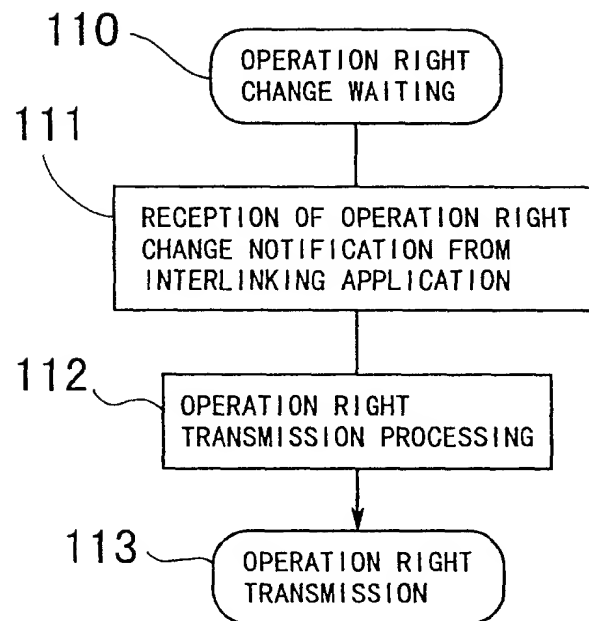 110
OPERATION RIGHT
CHANGE WAITING
111
RECEPTION OF OPERATION RIGHT
CHANGE NOTIFICATION FROM
INTERLINKING APPLICATION
112
OPERATION RIGHT
TRANSMISSION PROCESSING
113
OPERATION RIGHT
TRANSMISSION